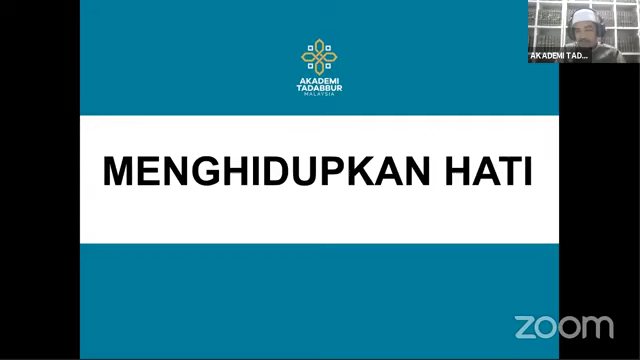 AKADEMI
TADABBUR
MALAYSIA
AKADEMI TAD...
MENGHIDUPKAN HATI
zoom